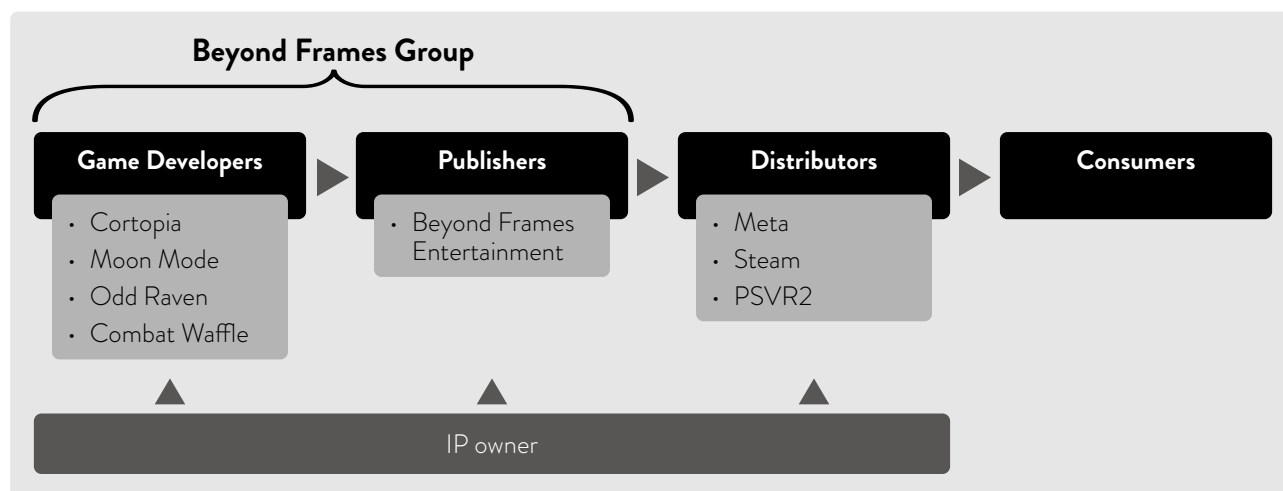 Beyond Frames Group
Game Developers
• Cortopia
• Moon Mode
• Odd Raven
• Combat Waffle
Publishers
• Beyond Frames
Entertainment
Distributors
• Meta
• Steam
• PSVR2
Consumers
IP owner